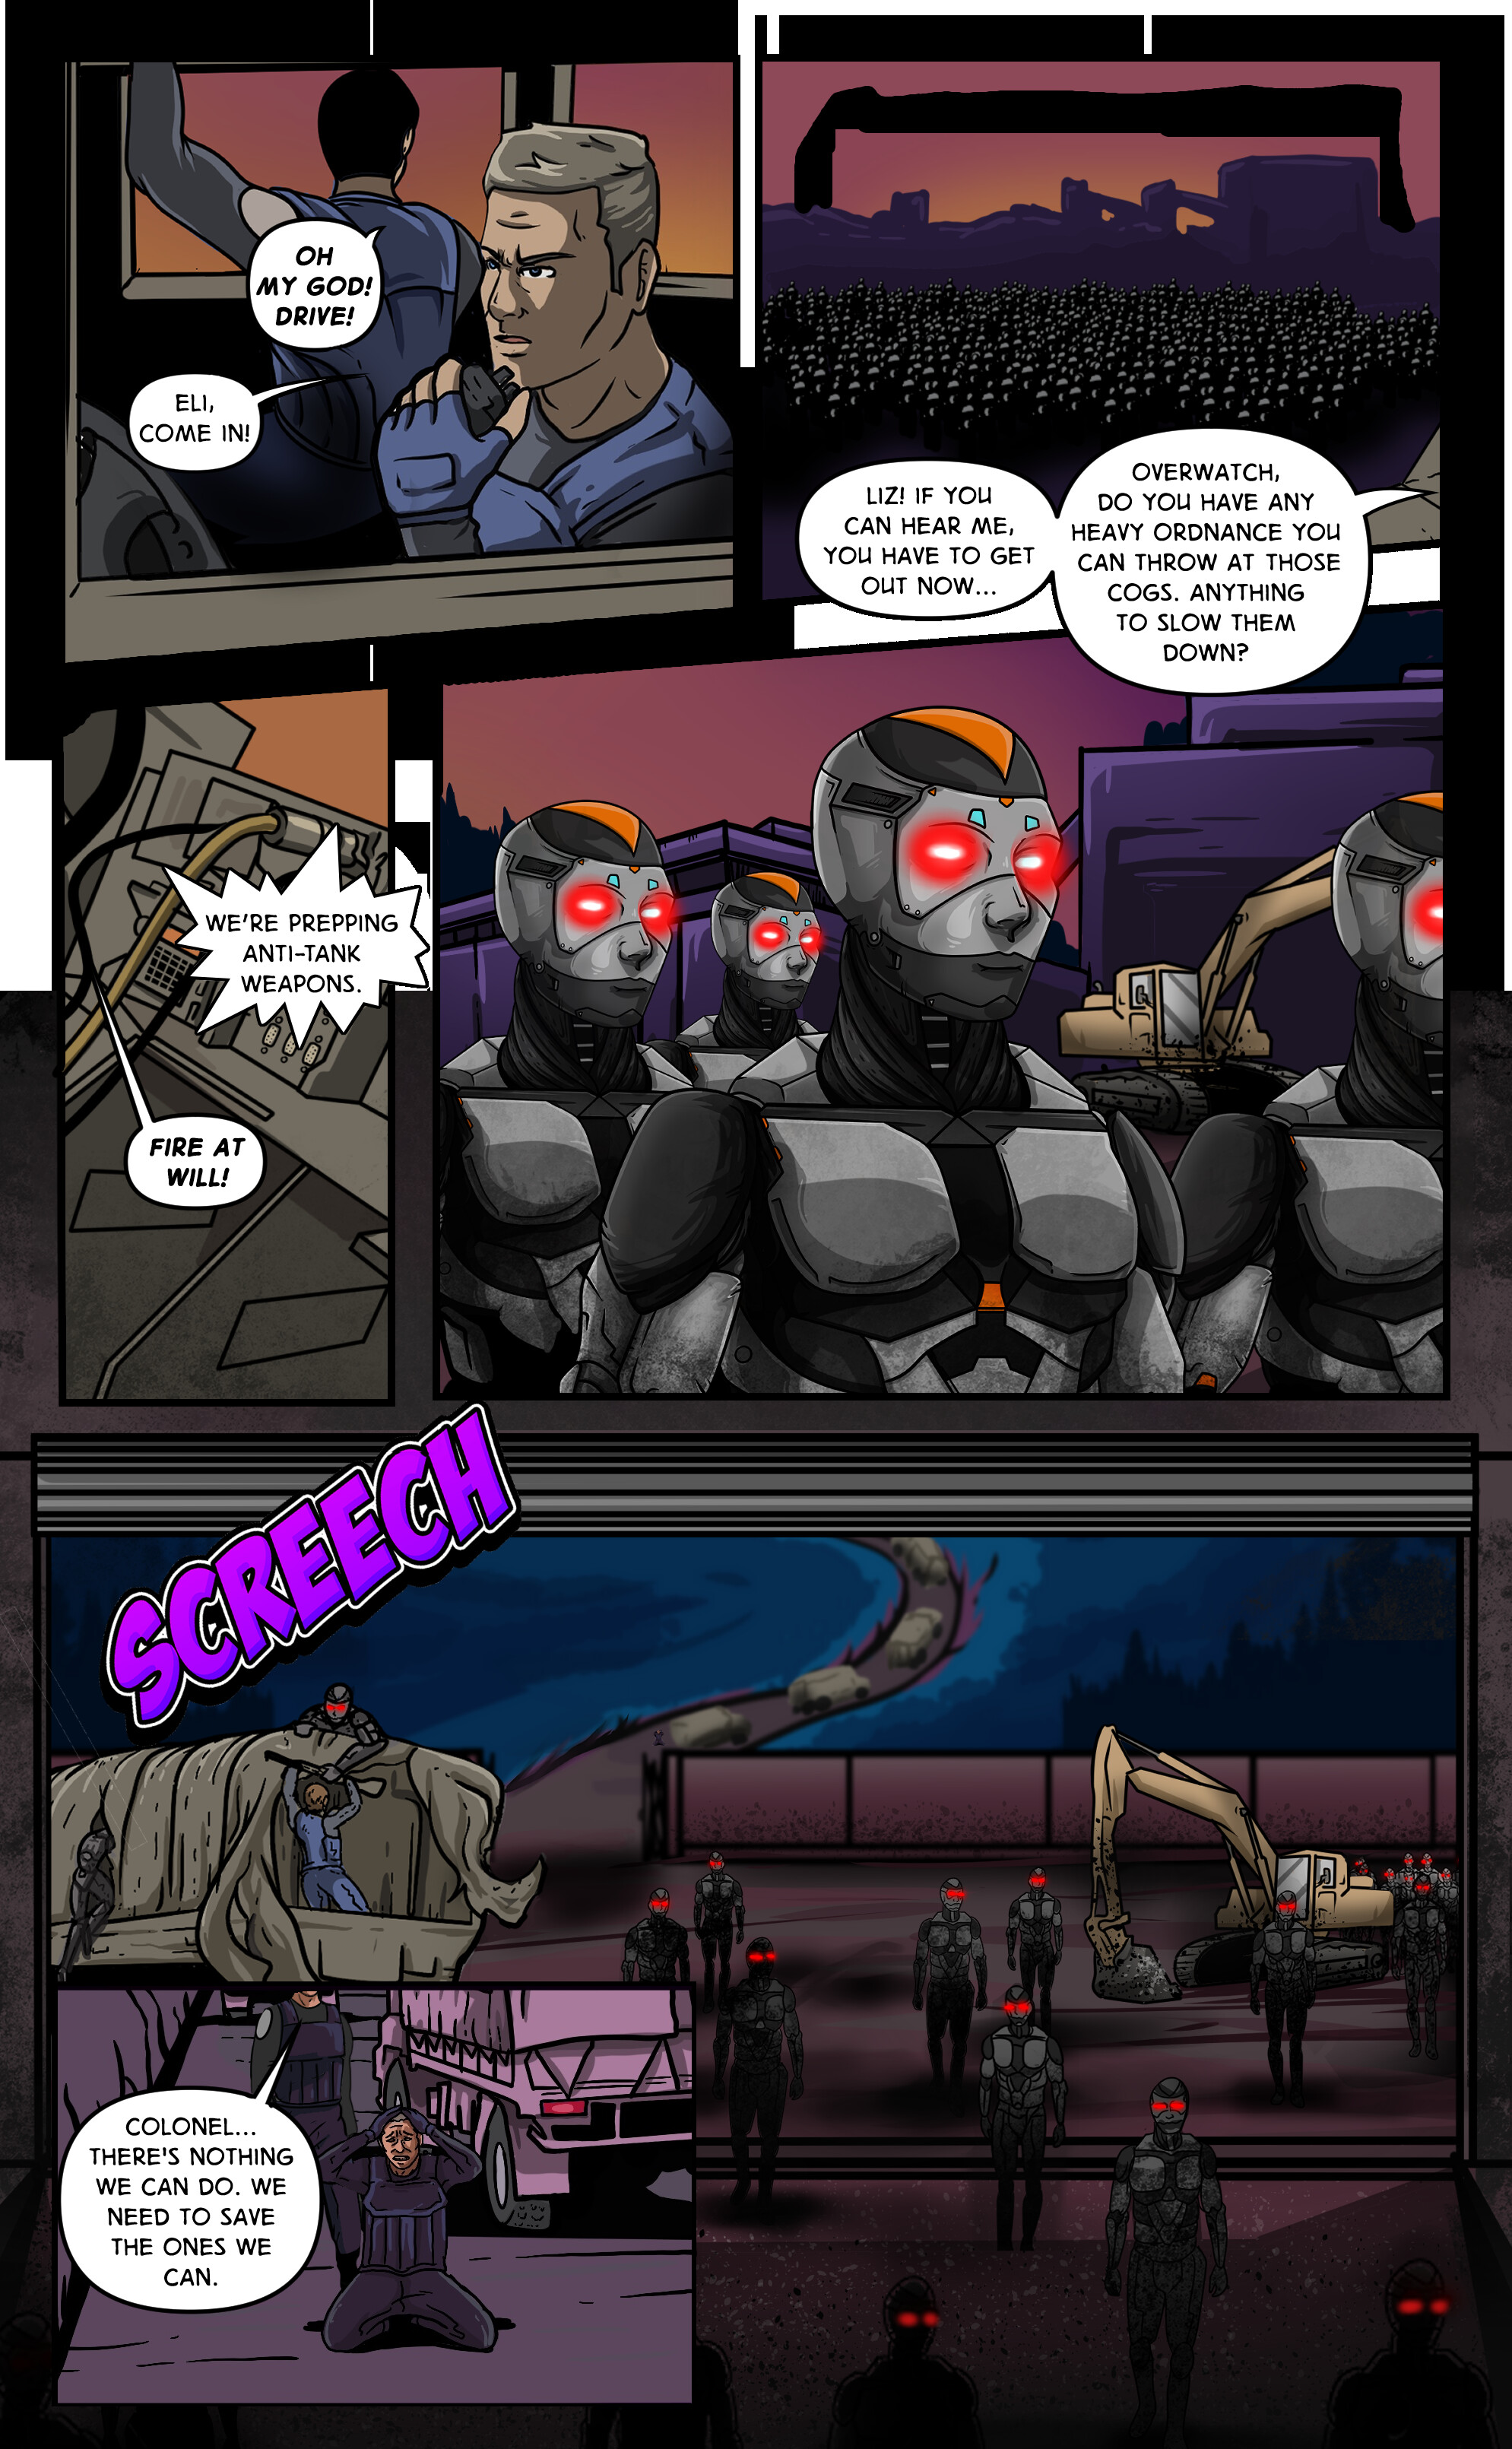 OH
MY GOD!
DRIVE!
ELI,
COME IN!
LIZ! IF YOU
CAN HEAR ME,
YOU HAVE TO GET
OUT NOW...
OVERWATCH,
DO YOU HAVE ANY
HEAVY ORDNANCE YOU
CAN THROW AT THOSE
COGS. ANYTHING
TO SLOW THEM
DOWN?
WE'RE PREPPING
ANTI-TANK
WEAPONS.
FIRE AT
WILL!
SCREECH
COLONEL...
THERE'S NOTHING
WE CAN DO. WE
NEED TO SAVE
THE ONES WE
CAN.